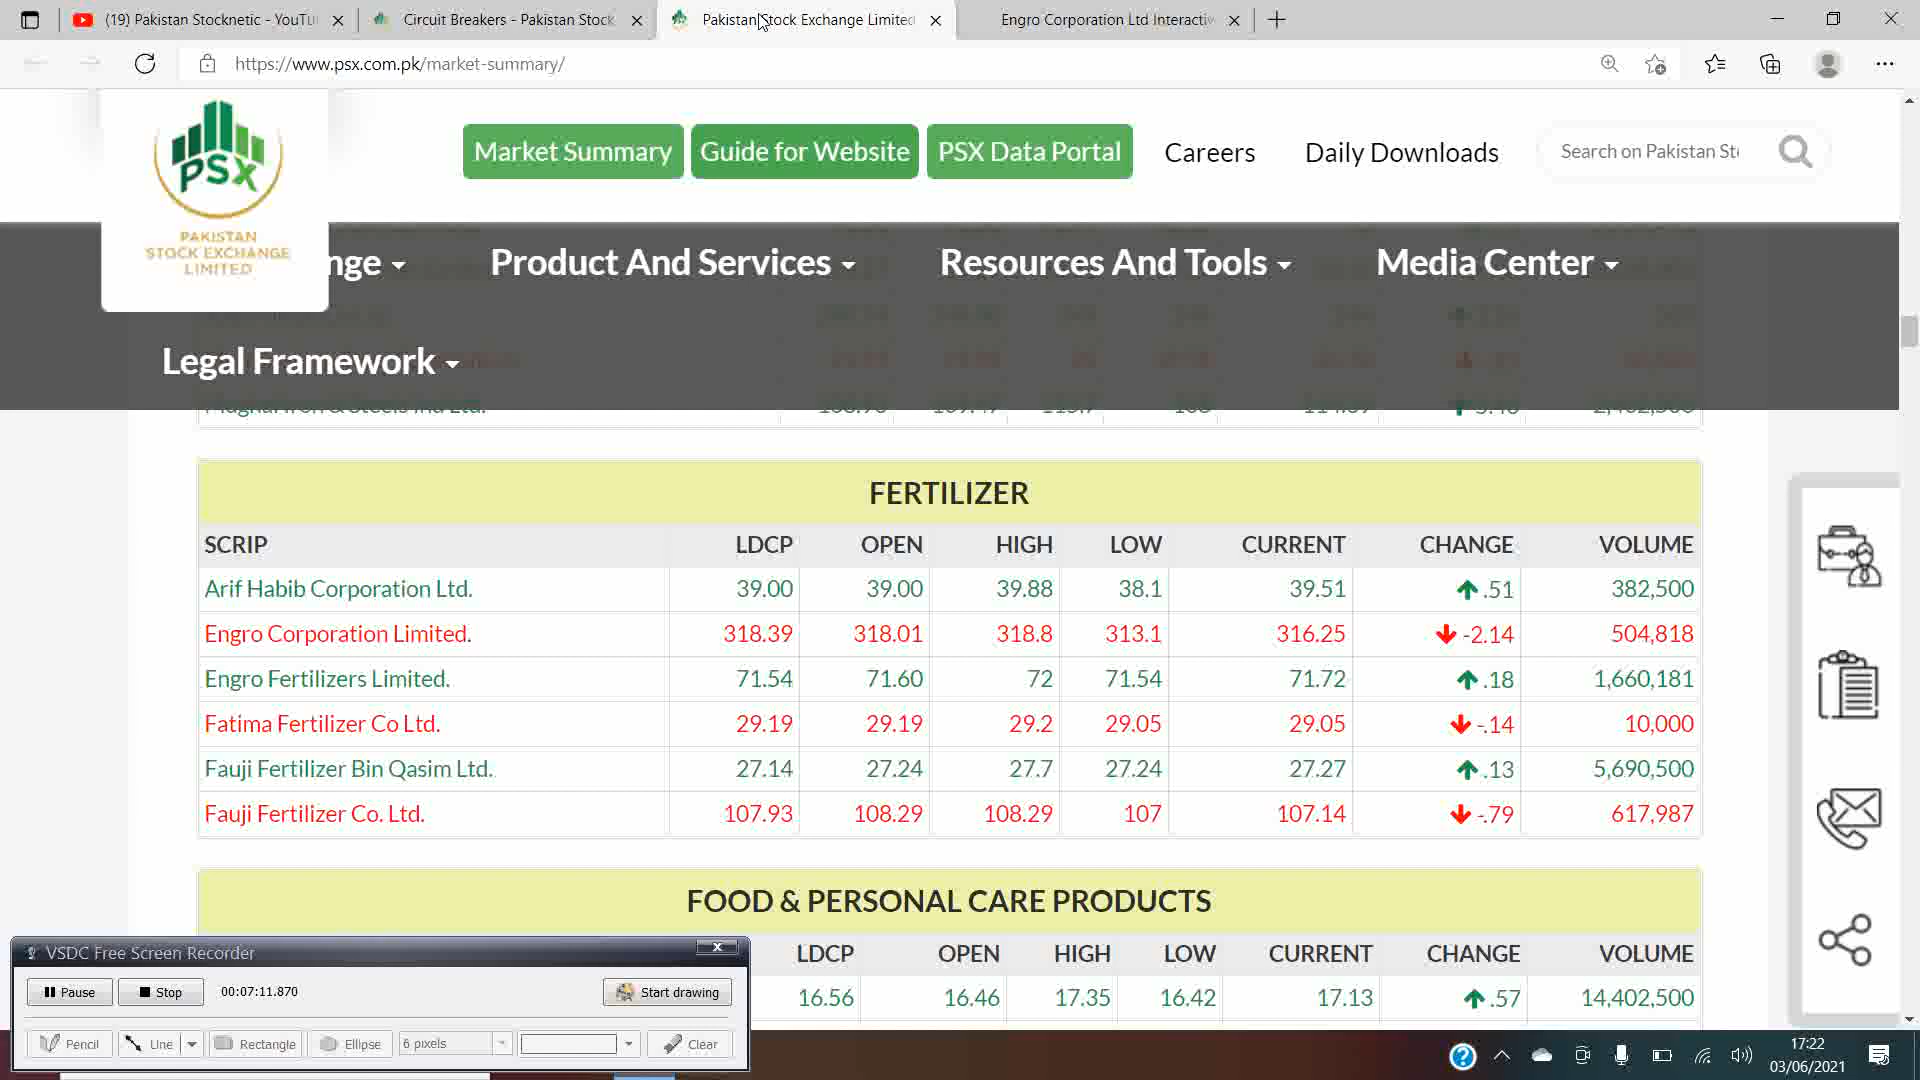 (19) Pakistan Stocknetic - YouTu
Circuit Breakers - Pakistan Stock
Pakistan Stock Exchange Limited
Engro Corporation Ltd Interactiv
https://www.psx.com.pk/market-summary/
PSX
PAKISTAN
STOCK EXCHANGE
LIMITED
Market Summary
Guide for Website
PSX Data Portal
Careers
Daily Downloads
Search on Pakistan St
nge
Product And Services
Resources And Tools
Media Center
Legal Framework
FERTILIZER
SCRIP LDCP OPEN HIGH LOW CURRENT CHANGE VOLUME
Arif Habib Corporation Ltd. 39.00 39.00 39.88 38.1 39.51 .51 382,500
Engro Corporation Limited. 318.39 318.01 318.8 313.1 316.25 -2.14 504,818
Engro Fertilizers Limited. 71.54 71.60 72 71.54 71.72 .18 1,660,181
Fatima Fertilizer Co Ltd. 29.19 29.19 29.2 29.05 29.05 -.14 10,000
Fauji Fertilizer Bin Qasim Ltd. 27.14 27.24 27.7 27.24 27.27 .13 5,690,500
Fauji Fertilizer Co. Ltd. 107.93 108.29 108.29 107 107.14 -.79 617,987
FOOD & PERSONAL CARE PRODUCTS
LDCP OPEN HIGH LOW CURRENT CHANGE VOLUME
16.56 16.46 17.35 16.42 17.13 .57 14,402,500
VSDC Free Screen Recorder
Pause
Stop
00:07:11.870
Start drawing
Pencil
Line
Rectangle
Ellipse
6 pixels
Clear
17:22
03/06/2021